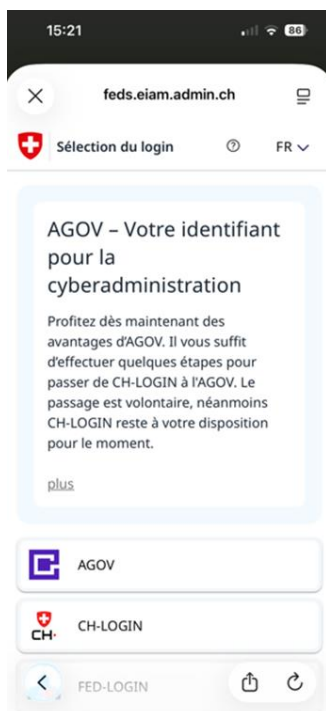 15:21
86
feds.eiam.admin.ch
Sélection du login
FR
AGOV – Votre identifiant
pour la
cyberadministration
Profitez dès maintenant des
avantages d'AGOV. Il vous suffit
d'effectuer quelques étapes pour
passer de CH-LOGIN à l'AGOV. Le
passage est volontaire, néanmoins
CH-LOGIN reste à votre disposition
pour le moment.
plus
AGOV
CH-LOGIN
CH
FED-LOGIN